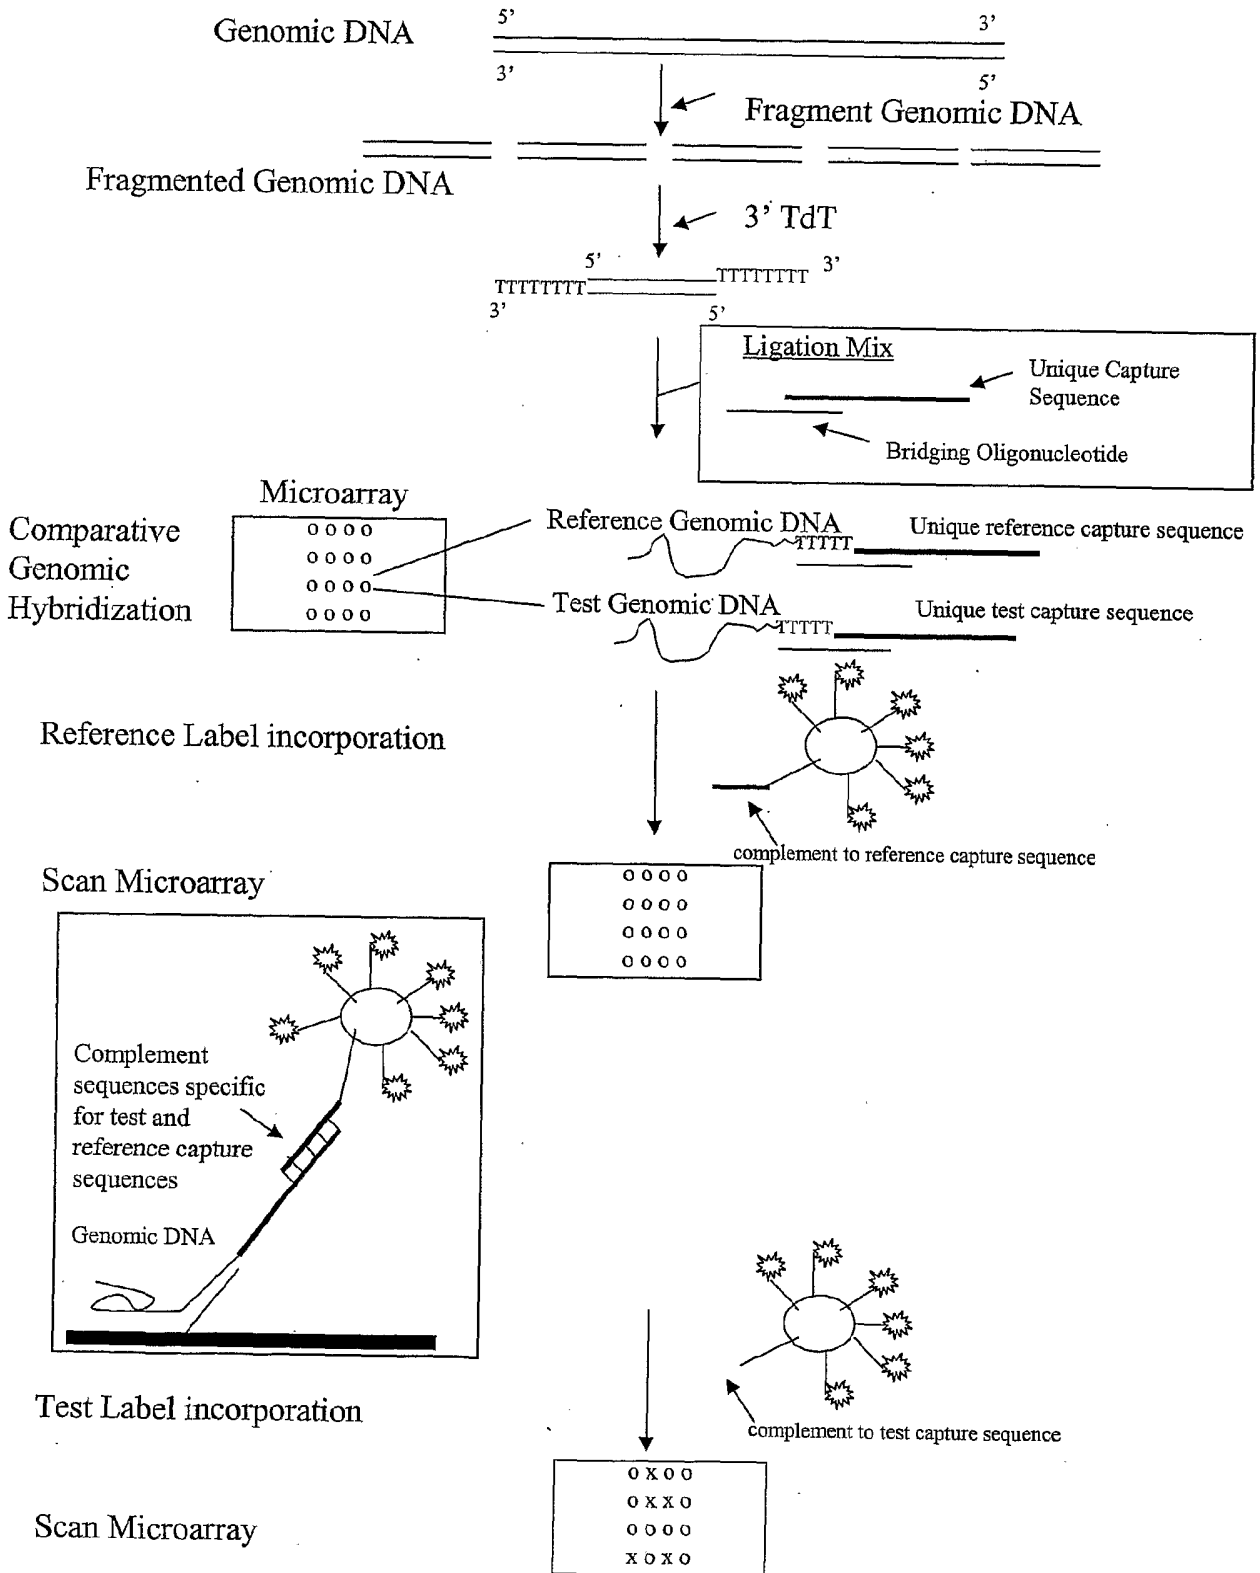 5’
3’
Genomic DNA
3’
5’
Fragment Genomic DNA
Fragmented Genomic DNA
3’ TdT
5’
TTTTTTTT
3’
TTTTTTTT
3’
5’
Ligation Mix
Unique Capture
Sequence
Bridging Oligonucleotide
Microarray
Comparative
Genomic
Hybridization
o o o o
o o o o
o o o o
o o o o
Reference Genomic DNA
Unique reference capture sequence
TTTTT
Test Genomic DNA
Unique test capture sequence
TTTTT
Reference Label incorporation
complement to reference capture sequence
Scan Microarray
o o o o
o o o o
o o o o
o o o o
Complement
sequences specific
for test and
reference capture
sequences
Genomic DNA
Test Label incorporation
complement to test capture sequence
Scan Microarray
o x o o
o x x o
o o o o
x o x o